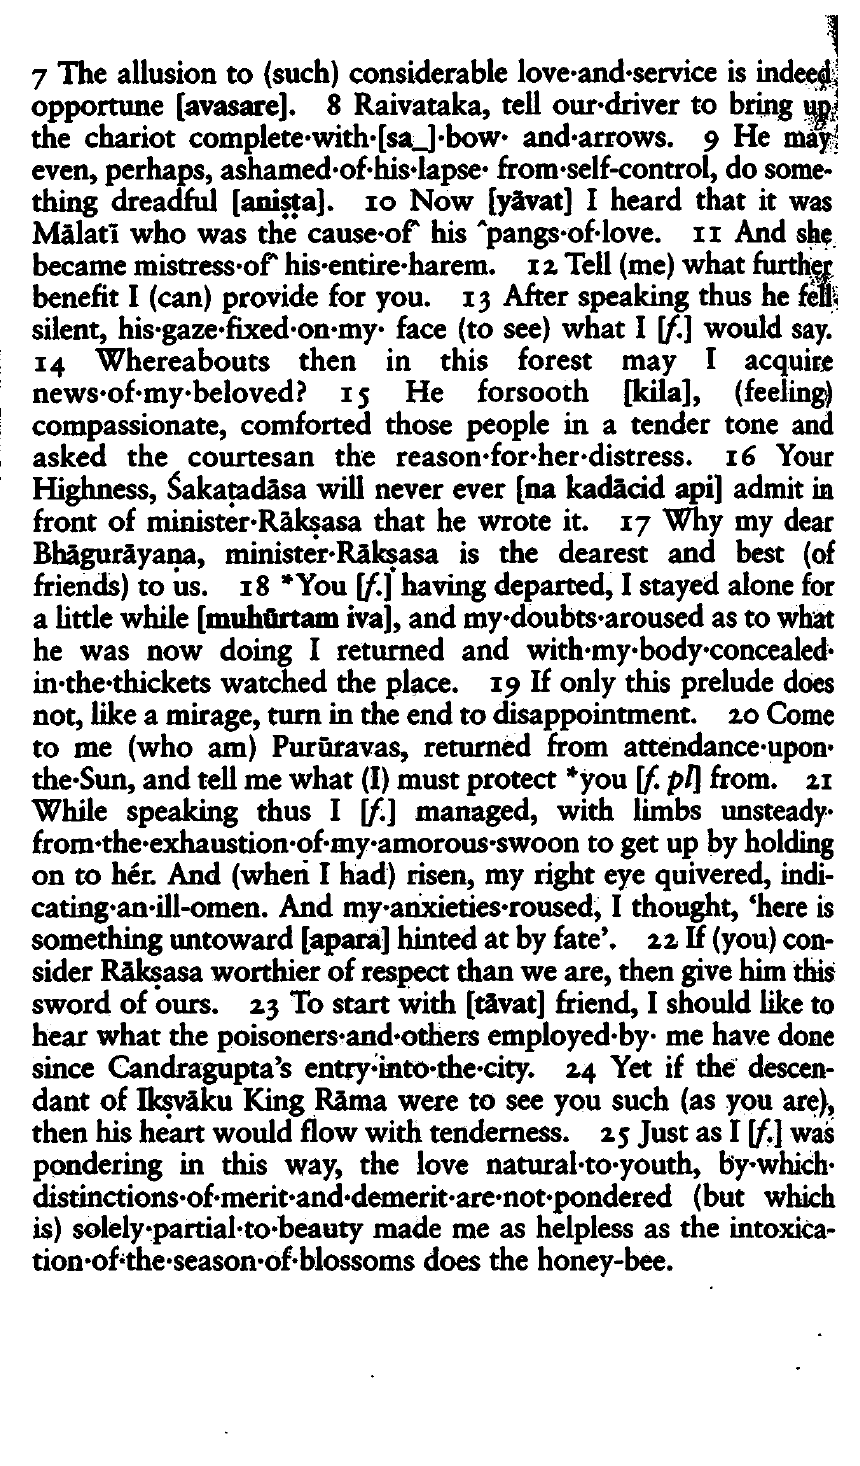 7 The allusion to (such) considerable love·and·service is indeed
opportune [avasare]. 8 Raivataka, tell our·driver to bring up
the chariot complete·with·[sa_]·bow· and·arrows. 9 He may
even, perhaps, ashamed·of·his·lapse· from·self-control, do some-
thing dreadful [aniṣṭa]. 10 Now [yāvat] I heard that it was
Mālatī who was the cause·of^ his ^pangs·of·love. 11 And she
became mistress·of^ his·entire·harem. 12 Tell (me) what further
benefit I (can) provide for you. 13 After speaking thus he fell
silent, his·gaze·fixed·on·my· face (to see) what I [f.] would say.
14 Whereabouts then in this forest may I acquire
news·of·my·beloved? 15 He forsooth [kila], (feeling)
compassionate, comforted those people in a tender tone and
asked the courtesan the reason·for·her·distress. 16 Your
Highness, Śakaṭadāsa will never ever [na kadācid api] admit in
front of minister·Rākṣasa that he wrote it. 17 Why my dear
Bhāgurāyaṇa, minister·Rākṣasa is the dearest and best (of
friends) to us. 18 *You [f.] having departed, I stayed alone for
a little while [muhūrtam iva], and my·doubts·aroused as to what
he was now doing I returned and with·my·body·concealed·
in·the·thickets watched the place. 19 If only this prelude does
not, like a mirage, turn in the end to disappointment. 20 Come
to me (who am) Purūravas, returned from attendance·upon·
the·Sun, and tell me what (I) must protect *you [f. pl] from. 21
While speaking thus I [f.] managed, with limbs unsteady·
from·the·exhaustion·of·my·amorous·swoon to get up by holding
on to her. And (when I had) risen, my right eye quivered, indi-
cating·an·ill-omen. And my·anxieties·roused, I thought, ‘here is
something untoward [apara] hinted at by fate’. 22 If (you) con-
sider Rākṣasa worthier of respect than we are, then give him this
sword of ours. 23 To start with [tāvat] friend, I should like to
hear what the poisoners·and·others employed·by· me have done
since Candragupta’s entry·into·the·city. 24 Yet if the descen-
dant of Ikṣvāku King Rāma were to see you such (as you are),
then his heart would flow with tenderness. 25 Just as I [f.] was
pondering in this way, the love natural·to·youth, by·which·
distinctions·of·merit·and·demerit·are·not·pondered (but which
is) solely·partial·to·beauty made me as helpless as the intoxica-
tion·of·the·season·of·blossoms does the honey-bee.